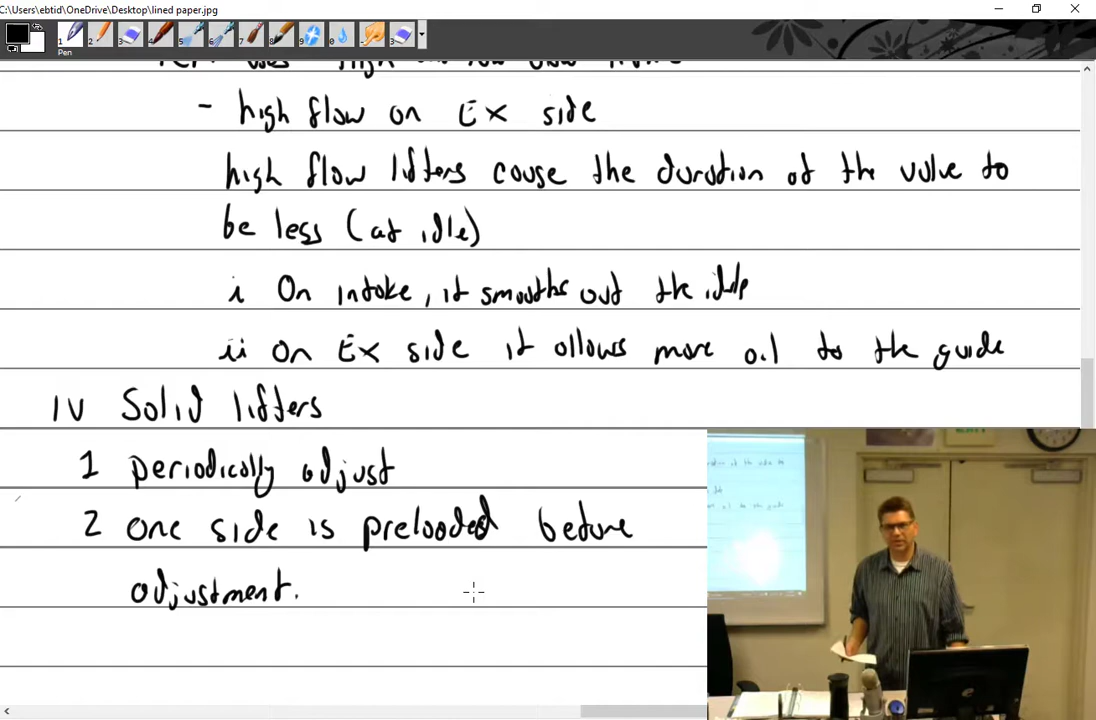 C:\Users\ebtid\OneDrive\Desktop\lined paper.jpg
Pen
- high flow on Ex side
high flow lifters cause the duration of the valve to
be less (at idle)
i On intake, it smooths out the idle
ii On Ex side it allows more oil to the guide
IV Solid lifters
1 periodically adjust
2 one side is preloaded before
adjustment.